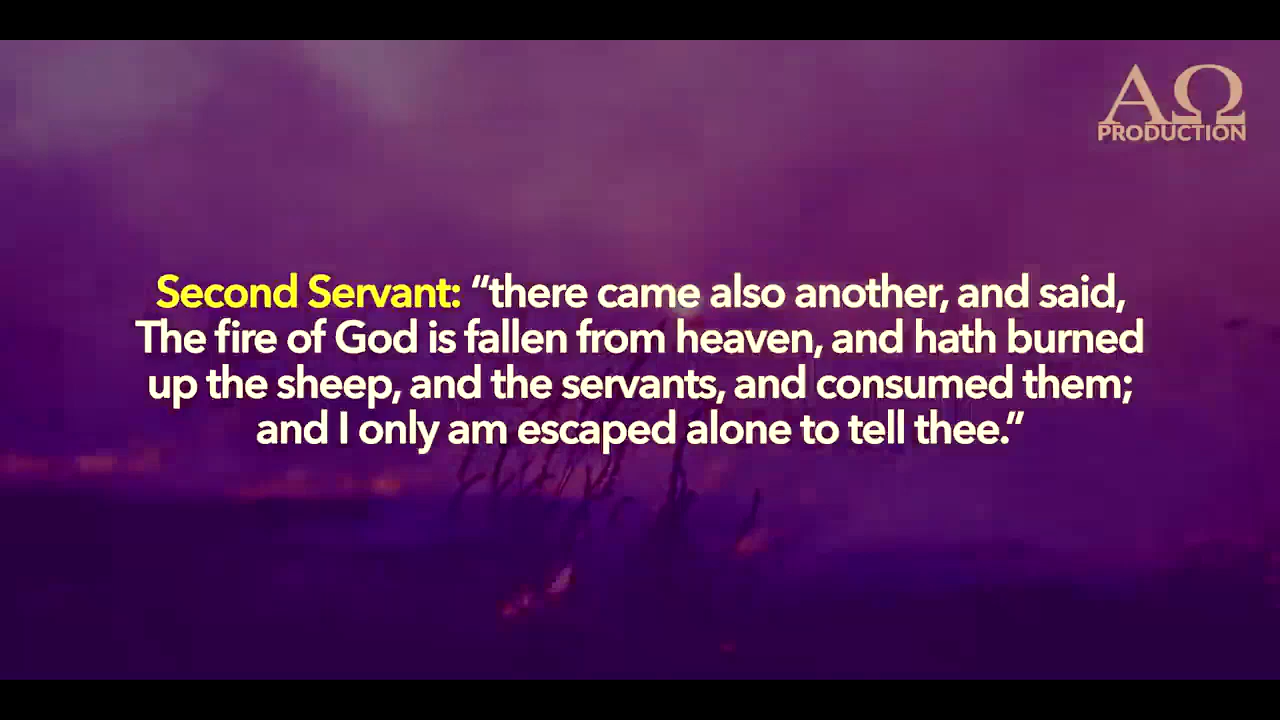 ΑΩ
PRODUCTION
Second Servant: “there came also another, and said,
The fire of God is fallen from heaven, and hath burned
up the sheep, and the servants, and consumed them;
and I only am escaped alone to tell thee.”